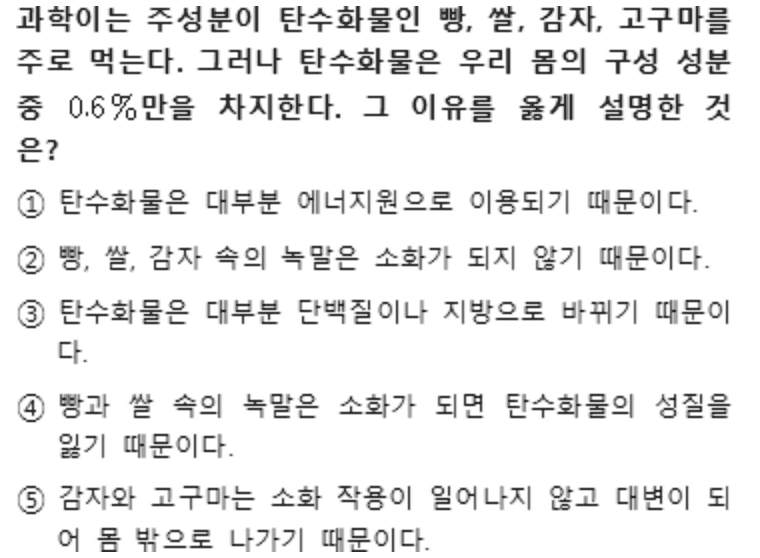 과학이는 주성분이 탄수화물인 빵, 쌀, 감자, 고구마를
주로 먹는다. 그러나 탄수화물은 우리 몸의 구성 성분
중 0.6%만을 차지한다. 그 이유를 옳게 설명한 것
은?
① 탄수화물은 대부분 에너지원으로 이용되기 때문이다.
② 빵, 쌀, 감자 속의 녹말은 소화가 되지 않기 때문이다.
③ 탄수화물은 대부분 단백질이나 지방으로 바뀌기 때문이
다.
④ 빵과 쌀 속의 녹말은 소화가 되면 탄수화물의 성질을
잃기 때문이다.
⑤ 감자와 고구마는 소화 작용이 일어나지 않고 대변이 되
어 몸 밖으로 나가기 때문이다.